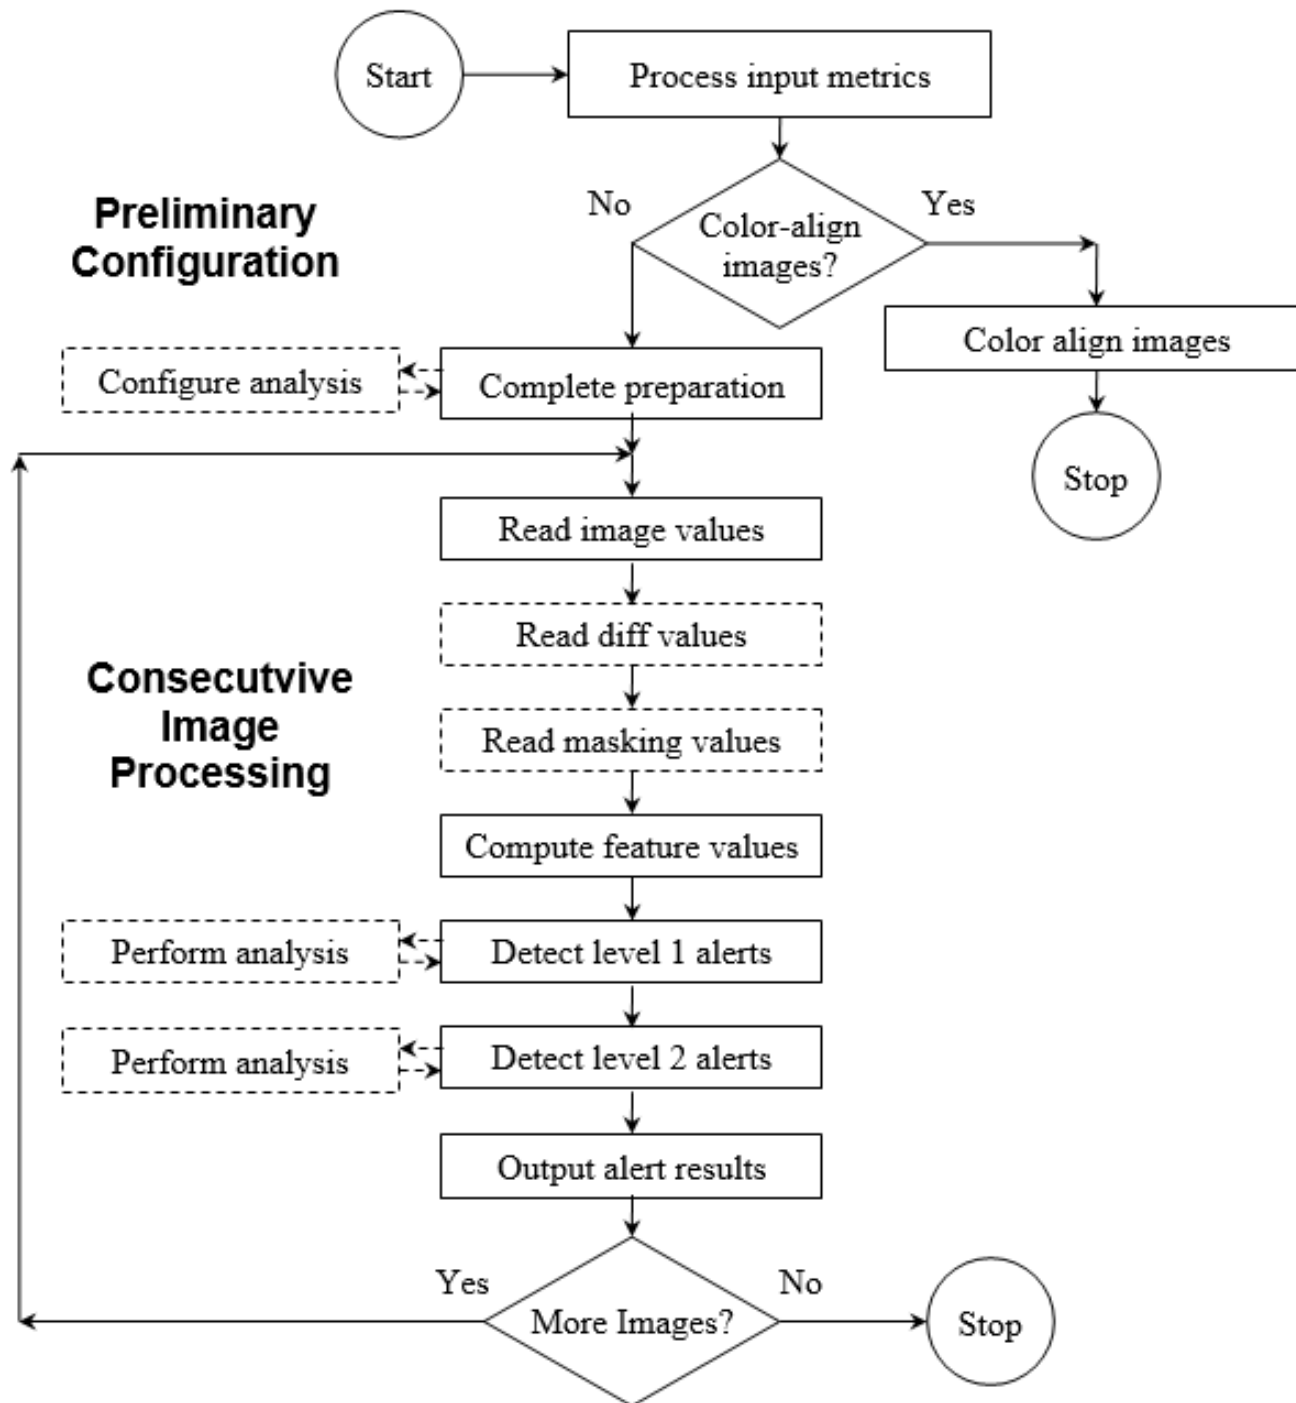 Start
Process input metrics
Preliminary
Configuration
No
Yes
Color-align
images?
Color align images
Configure analysis
Complete preparation
Stop
Read image values
Read diff values
Consecutvive
Image
Processing
Read masking values
Compute feature values
Perform analysis
Detect level 1 alerts
Perform analysis
Detect level 2 alerts
Output alert results
Yes
No
More Images?
Stop